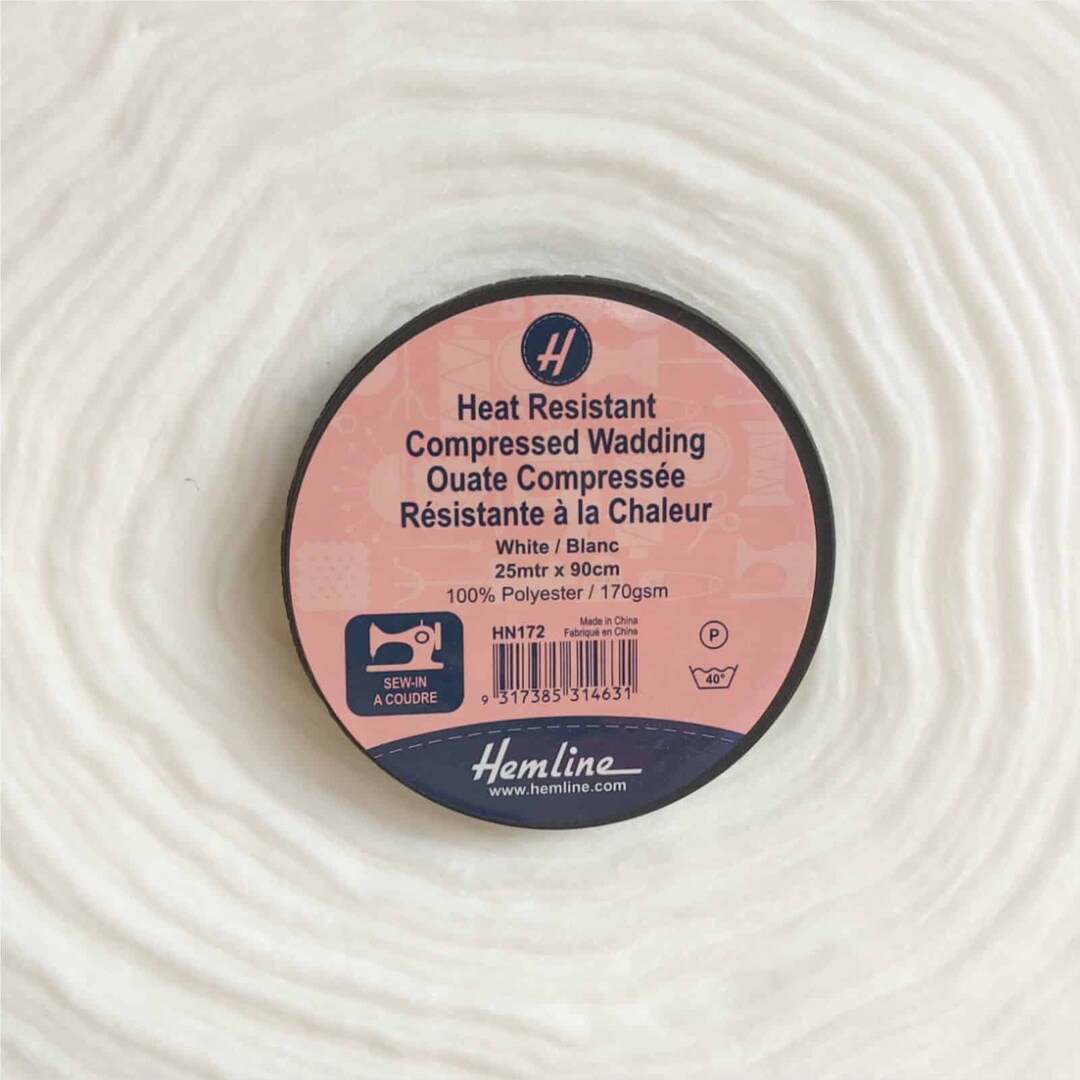 H
Heat Resistant
Compressed Wadding
Ouate Compressée
Résistante à la Chaleur
White / Blanc
25mtr x 90cm
100% Polyester / 170gsm
HN172
Made in China
Fabriqué en Chine
SEW-IN
A COUDRE
9 317385 314631
P
40°
Hemline
www.hemline.com